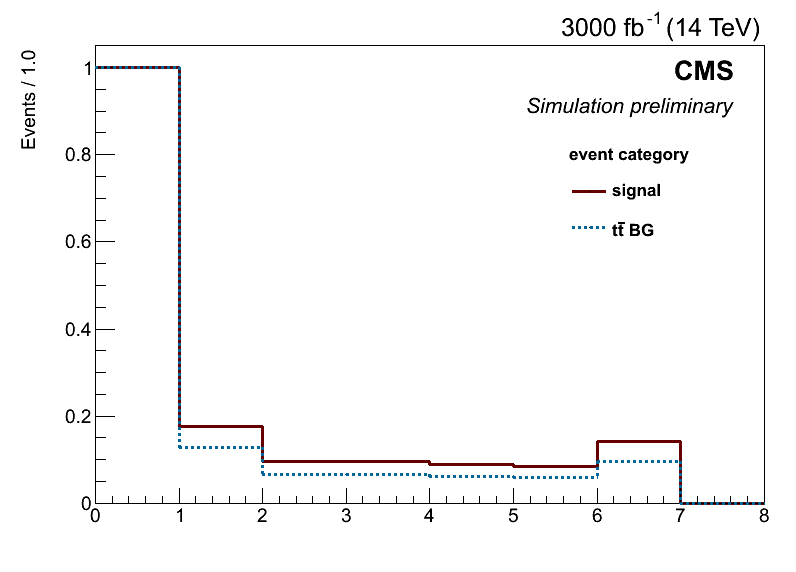 3000 fb⁻¹ (14 TeV)
Events / 1.0
CMS
Simulation preliminary
event category
signal
tt̅ BG
1
0.8
0.6
0.4
0.2
0
0 1 2 3 4 5 6 7 8